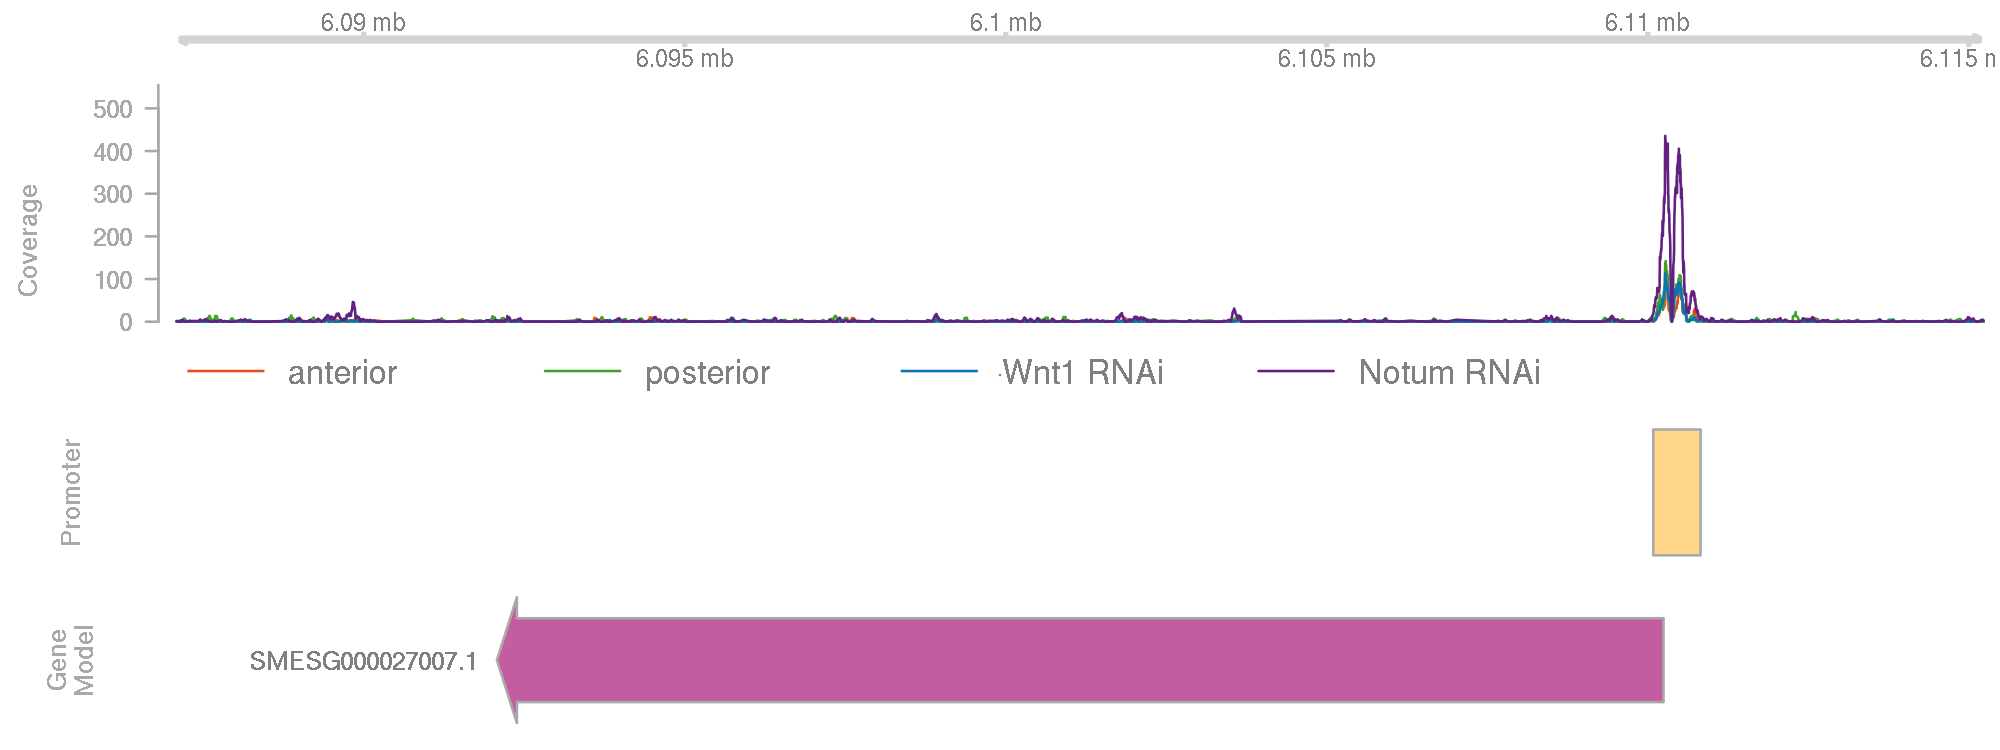 6.09 mb 6.1 mb 6.11 mb
6.095 mb 6.105 mb 6.115 n
500
400
300
200
100
0
Coverage
anterior posterior Wnt1 RNAi Notum RNAi
Promoter
Gene
Model
SMESG000027007.1